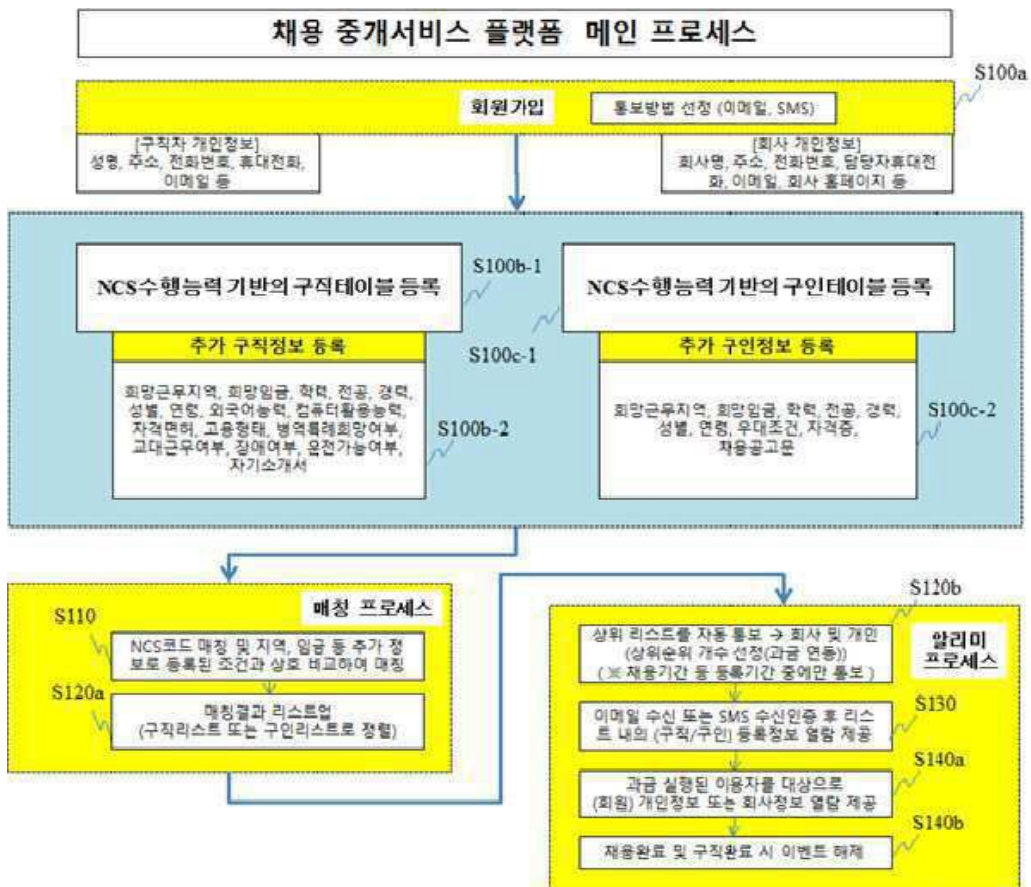 채용 중개서비스 플랫폼 메인 프로세스
S100a
회원가입
통보방법 선정 (이메일, SMS)
[구직자 개인정보]
성명, 주소, 전화번호, 휴대전화,
이메일 등
[회사 개인정보]
회사명, 주소, 전화번호, 담당자휴대전
화, 이메일, 회사 홈페이지 등
NCS수행능력 기반의 구직테이블 등록
S100b-1
NCS수행능력 기반의 구인테이블 등록
S100c-1
추가 구직정보 등록
희망근무지역, 희망임금, 학력, 전공, 경력,
성별, 연령, 외국어능력, 컴퓨터활용능력,
자격면허, 고용형태, 병역특례희망여부,
교대근무여부, 장애여부, 운전가능여부,
자기소개서
S100b-2
추가 구인정보 등록
희망근무지역, 희망임금, 학력, 전공, 경력,
성별, 연령, 우대조건, 자격증,
채용공고문
S100c-2
매칭 프로세스
S110
NCS코드 매칭 및 지역, 임금 등 추가 정
보로 등록된 조건과 상호 비교하여 매칭
S120a
매칭결과 리스트업
(구직리스트 또는 구인리스트로 정렬)
S120b
알리미
프로세스
상위 리스트를 자동 통보 → 회사 및 개인
(상위순위 개수 선정(과금 연동))
( ※ 채용기간 등 등록기간 중에만 통보 )
S130
이메일 수신 또는 SMS 수신인증 후 리스
트 내의 (구직/구인) 등록정보 열람 제공
S140a
과금 실행된 이용자를 대상으로
(회원) 개인정보 또는 회사정보 열람 제공
S140b
채용완료 및 구직완료 시 이벤트 해제